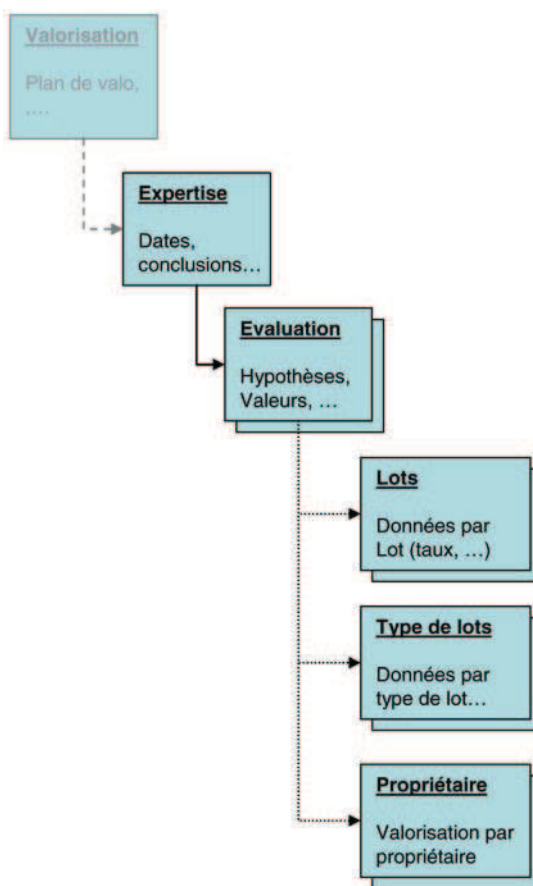 Valorisation
Plan de valo,
....
Expertise
Dates,
conclusions...
Evaluation
Hypothèses,
Valeurs, ...
Lots
Données par
Lot (taux, ...)
Type de lots
Données par
type de lot...
Propriétaire
Valorisation par
propriétaire